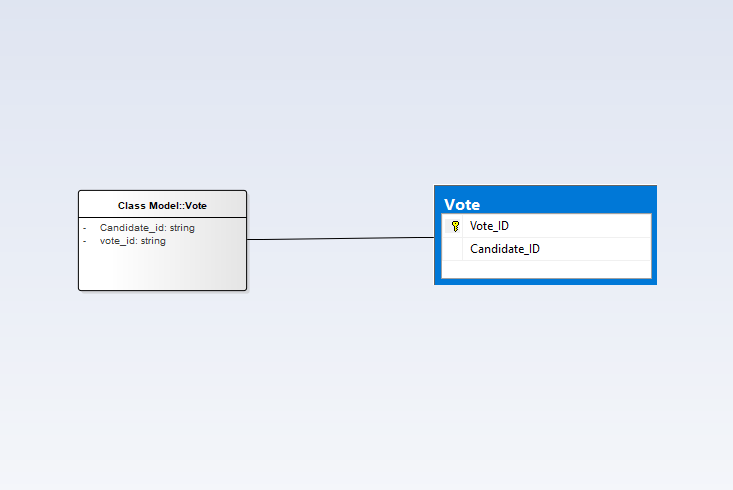 Class Model::Vote
- Candidate_id: string
- vote_id: string
Vote
Vote_ID
Candidate_ID